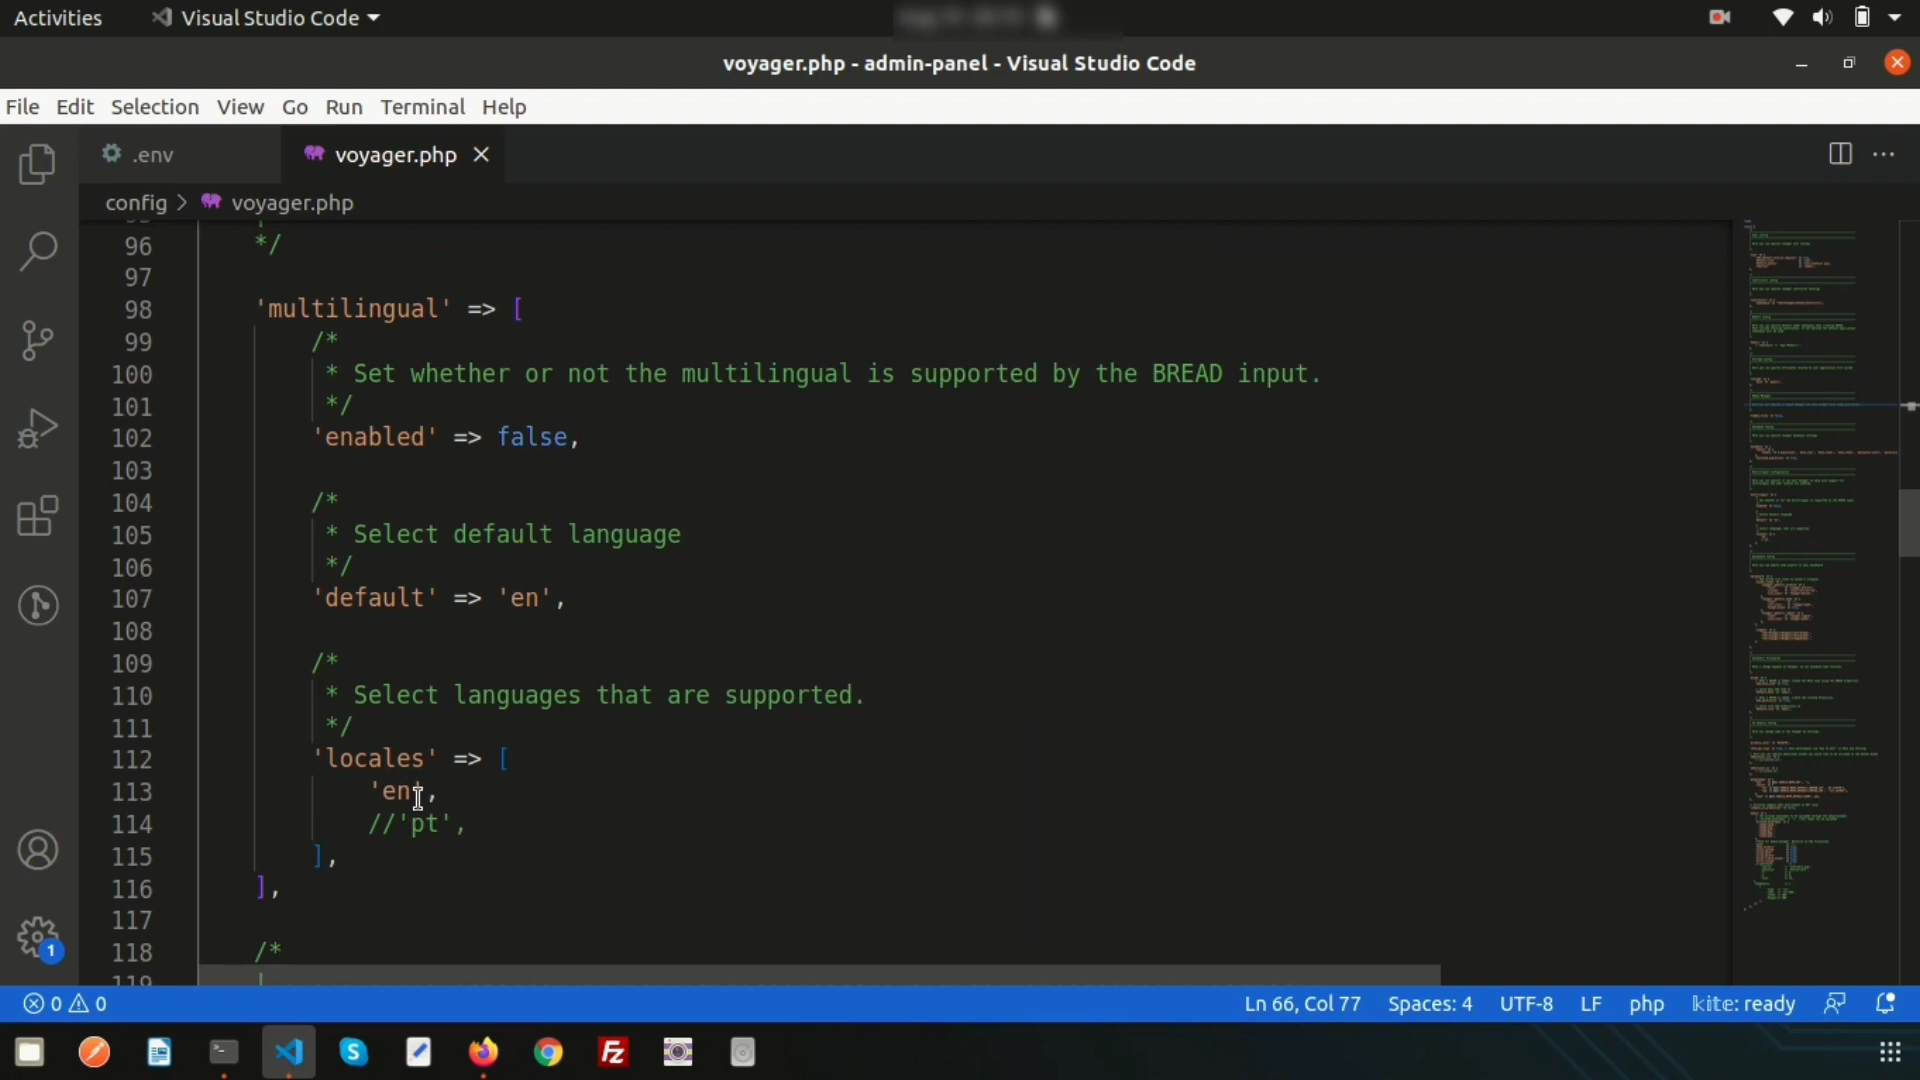 Activities Visual Studio Code
voyager.php - admin-panel - Visual Studio Code
File Edit Selection View Go Run Terminal Help
.env voyager.php
config > voyager.php
96 */
97
98 'multilingual' => [
99 /*
100 * Set whether or not the multilingual is supported by the BREAD input.
101 */
102 'enabled' => false,
103
104 /*
105 * Select default language
106 */
107 'default' => 'en',
108
109 /*
110 * Select languages that are supported.
111 */
112 'locales' => [
113 'en',
114 //'pt',
115 ],
116 ],
117
118 /*
119 |
1
0 0 Ln 66, Col 77 Spaces: 4 UTF-8 LF php kite: ready